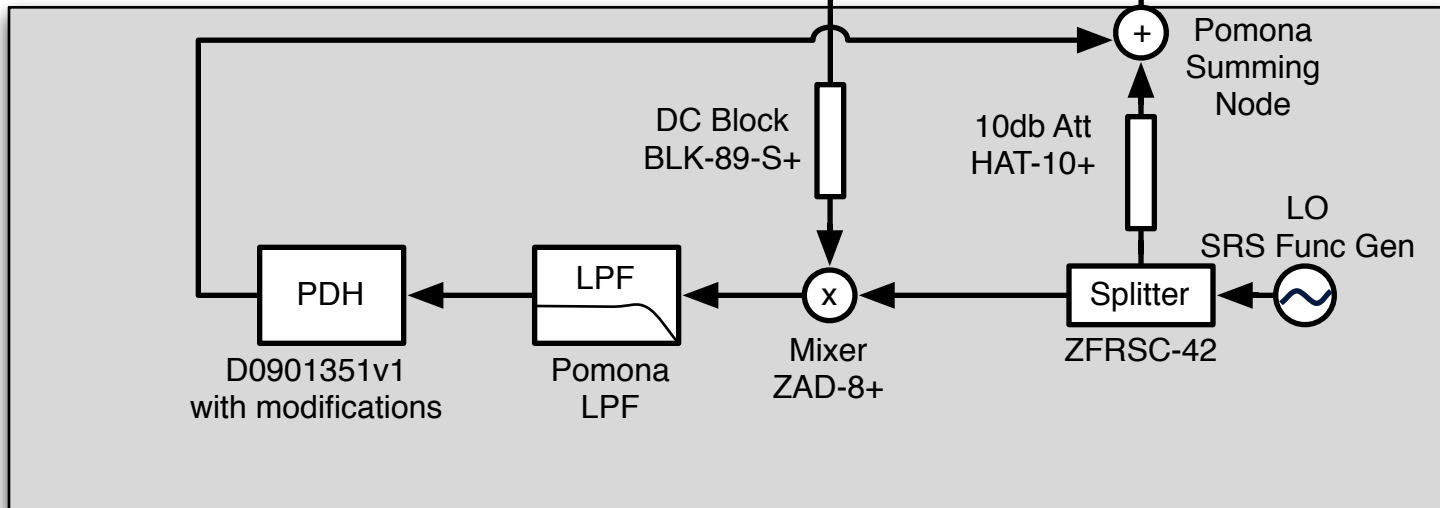 +
Pomona
Summing
Node
DC Block
BLK-89-S+
10db Att
HAT-10+
LO
SRS Func Gen
PDH
LPF
x
Splitter
D0901351v1
with modifications
Pomona
LPF
Mixer
ZAD-8+
ZFRSC-42